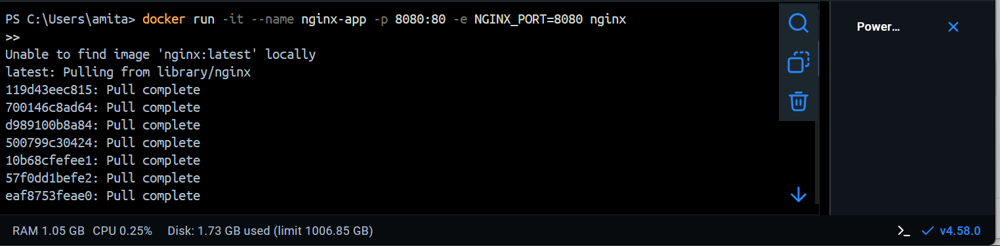 PS C:\Users\amita> docker run -it --name nginx-app -p 8080:80 -e NGINX_PORT=8080 nginx
>>
Unable to find image 'nginx:latest' locally
latest: Pulling from library/nginx
119d43eec815: Pull complete
700146c8ad64: Pull complete
d989100b8a84: Pull complete
500799c30424: Pull complete
10b68cfefee1: Pull complete
57f0dd1befe2: Pull complete
eaf8753feae0: Pull complete
Power...
RAM 1.05 GB CPU 0.25% Disk: 1.73 GB used (limit 1006.85 GB)
v4.58.0